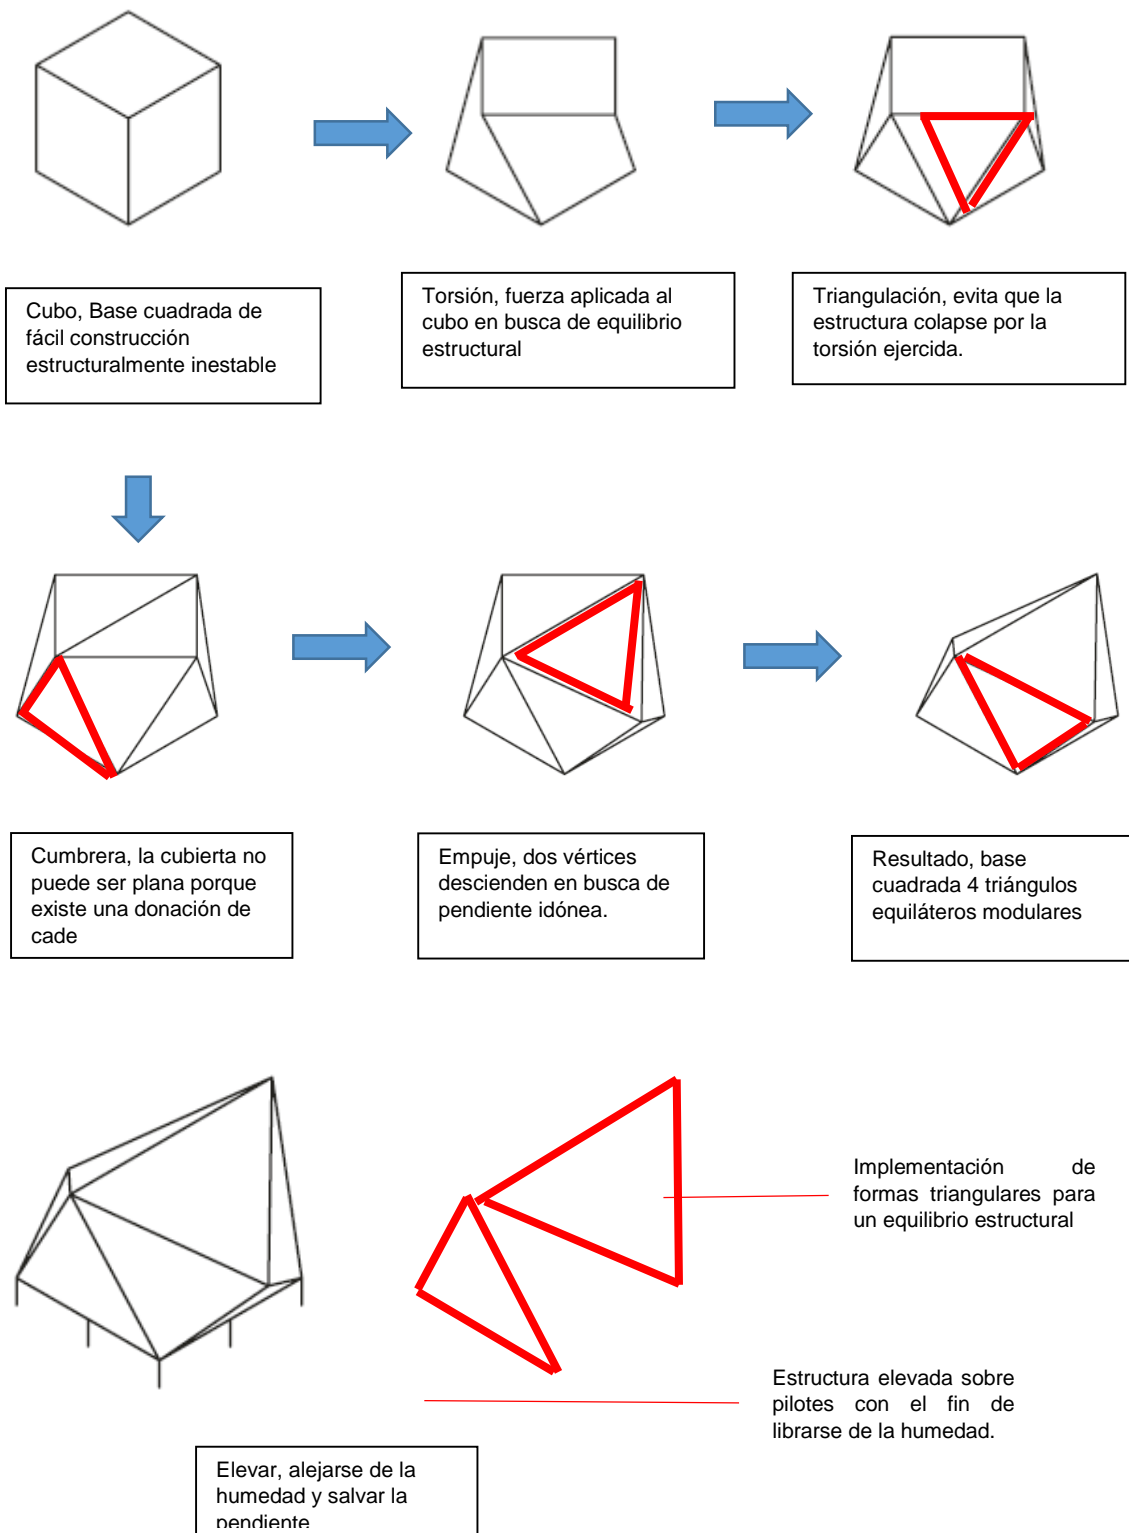 Cubo, Base cuadrada de
fácil construcción
estructuralmente inestable
Torsión, fuerza aplicada al
cubo en busca de equilibrio
estructural
Triangulación, evita que la
estructura colapse por la
torsión ejercida.
Cumbrera, la cubierta no
puede ser plana porque
existe una donación de
cade
Empuje, dos vértices
descienden en busca de
pendiente idónea.
Resultado, base
cuadrada 4 triángulos
equiláteros modulares
Implementación de
formas triangulares para
un equilibrio estructural
Estructura elevada sobre
pilotes con el fin de
librarse de la humedad.
Elevar, alejarse de la
humedad y salvar la
pendiente